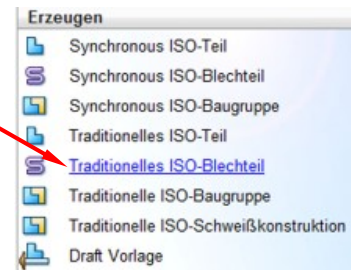 Erzeugen
Synchronous ISO-Teil
Synchronous ISO-Blechteil
Synchronous ISO-Baugruppe
Traditionelles ISO-Teil
Traditionelles ISO-Blechteil
Traditionelle ISO-Baugruppe
Traditionelle ISO-Schweißkonstruktion
Draft Vorlage